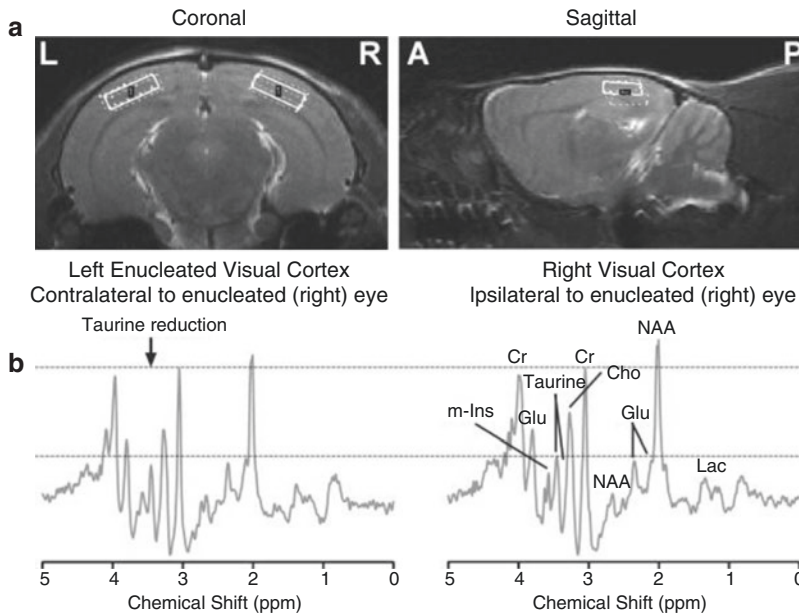 Coronal
Sagittal
a
L
R
A
P
Left Enucleated Visual Cortex
Contralateral to enucleated (right) eye
Right Visual Cortex
Ipsilateral to enucleated (right) eye
b
Taurine reduction
NAA
Cr
Cr
Taurine
Cho
m-Ins
Glu
Glu
NAA
Lac
5 4 3 2 1 0
Chemical Shift (ppm)
5 4 3 2 1 0
Chemical Shift (ppm)